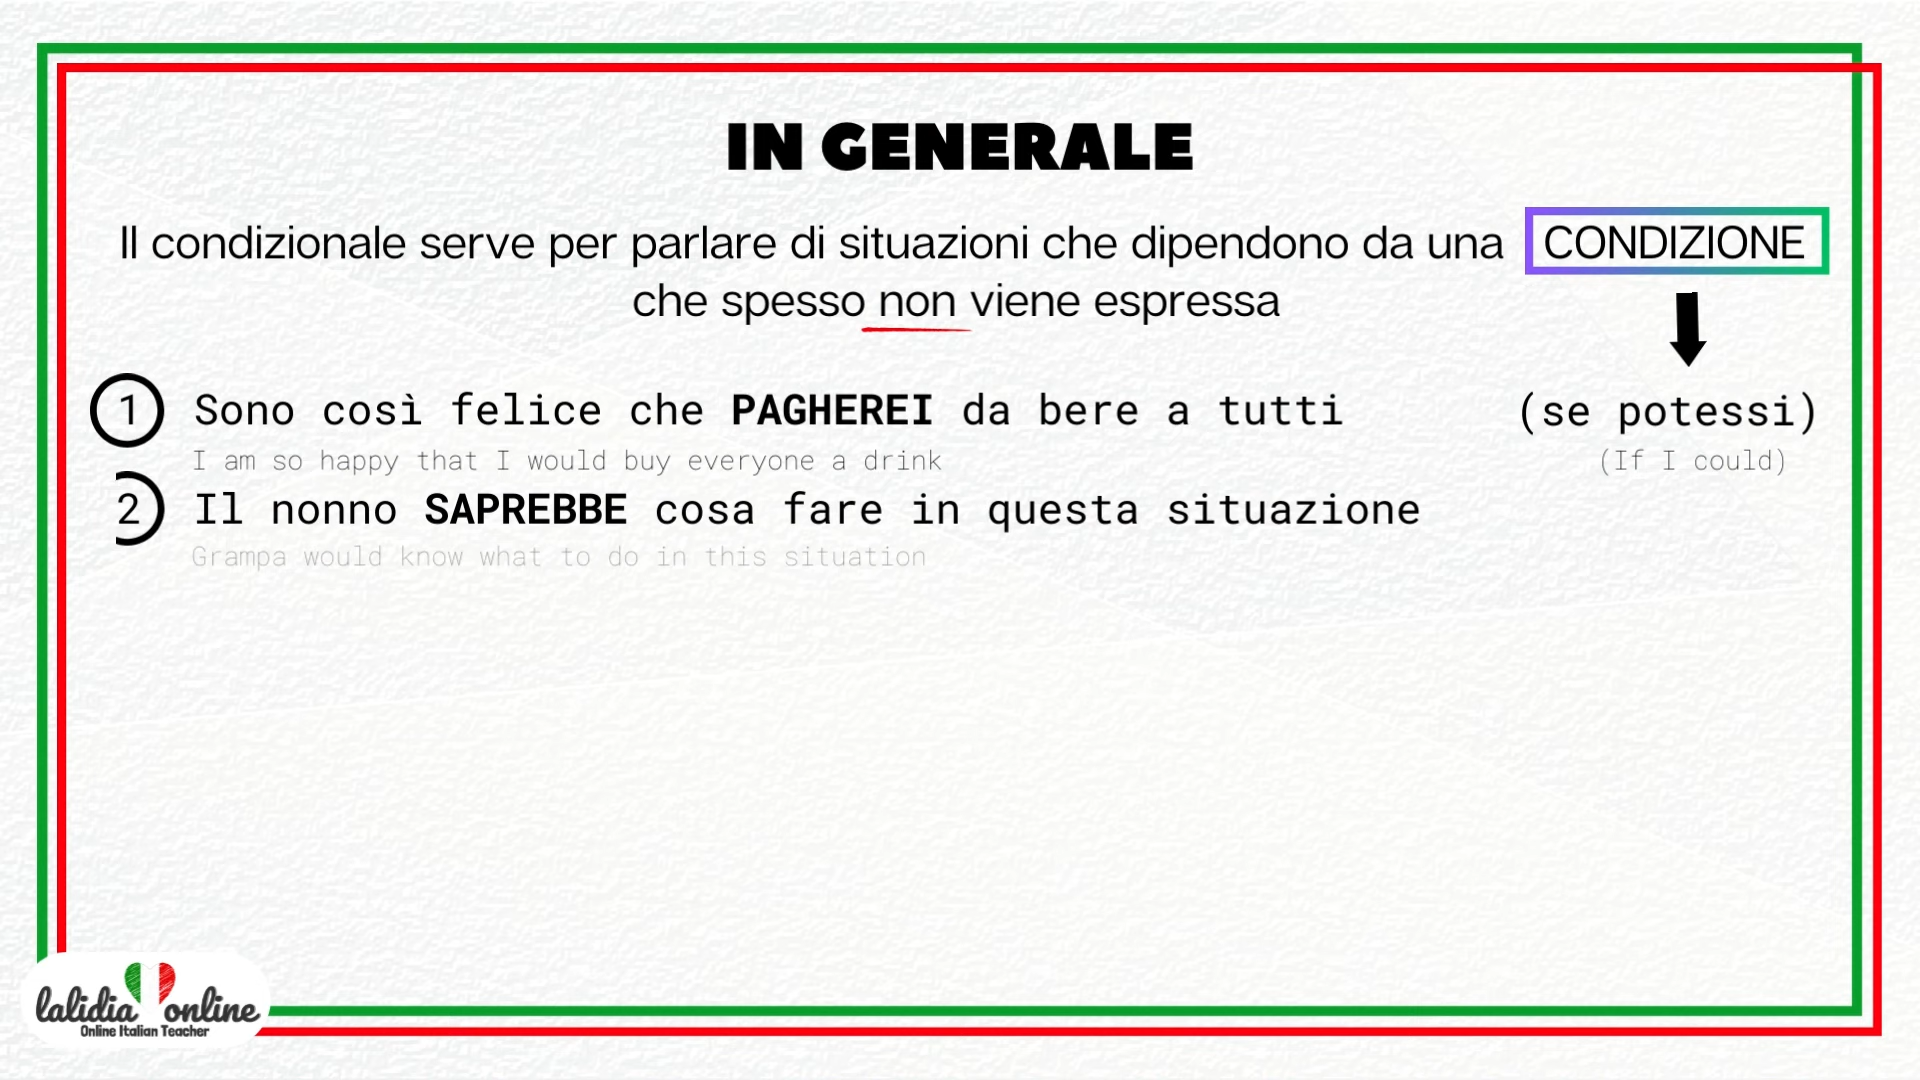 IN GENERALE
Il condizionale serve per parlare di situazioni che dipendono da una CONDIZIONE
che spesso non viene espressa
1 Sono così felice che PAGHEREI da bere a tutti (se potessi)
I am so happy that I would buy everyone a drink (If I could)
2 Il nonno SAPREBBE cosa fare in questa situazione
Grampa would know what to do in this situation
lalidia online
Online Italian Teacher